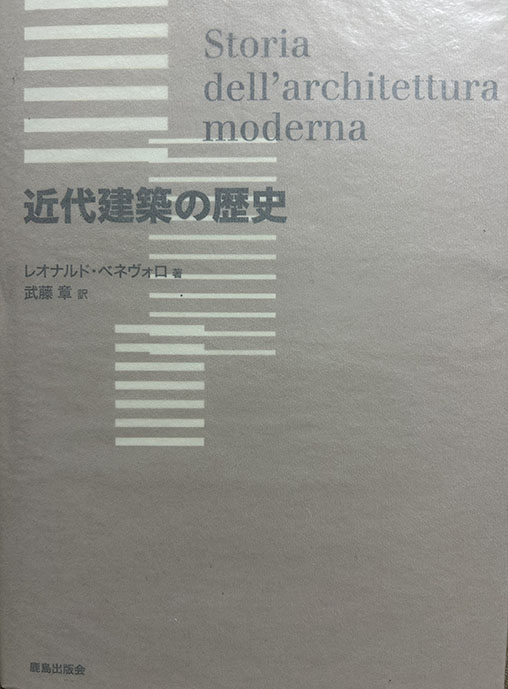 Storia
dell'architettura
moderna
近代建築の歴史
レオナルド・ベネヴォロ 著
武藤 章 訳
鹿島出版会